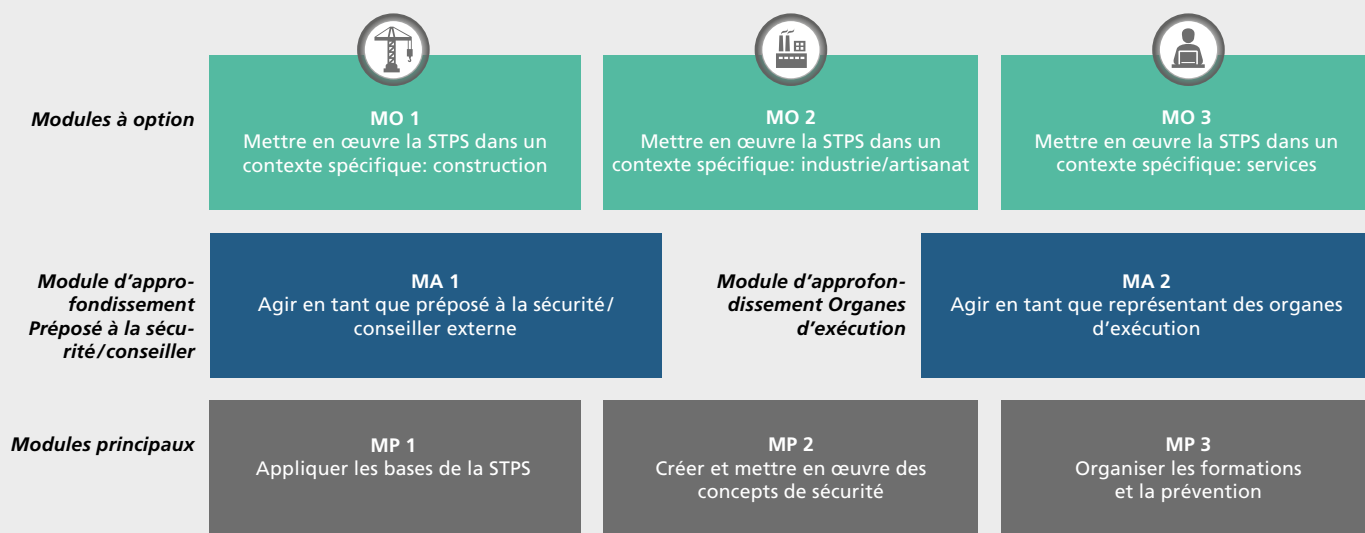 Modules à option
MO 1
Mettre en œuvre la STPS dans un
contexte spécifique: construction
MO 2
Mettre en œuvre la STPS dans un
contexte spécifique: industrie/artisanat
MO 3
Mettre en œuvre la STPS dans un
contexte spécifique: services
Module d’appro-
fondissement
Préposé à la sécu-
rité/conseiller
MA 1
Agir en tant que préposé à la sécurité/
conseiller externe
Module d’approfon-
dissement Organes
d’exécution
MA 2
Agir en tant que représentant des organes
d’exécution
Modules principaux
MP 1
Appliquer les bases de la STPS
MP 2
Créer et mettre en œuvre des
concepts de sécurité
MP 3
Organiser les formations
et la prévention